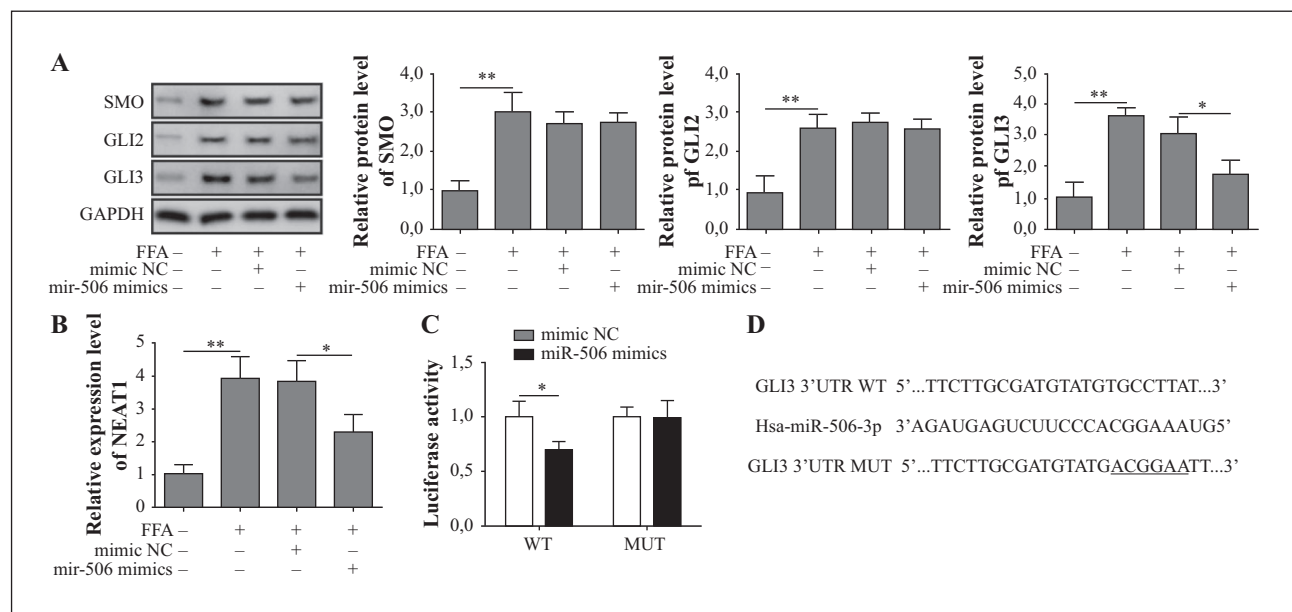 A
SMO
GLI2
GLI3
GAPDH
FFA – + + +
mimic NC – – + –
mir-506 mimics – – – +
Relative protein level
of SMO
4,0
3,0
2,0
1,0
0,0
**
– + + +
– – + –
– – – +
Relative protein level
pf GLI2
4,0
3,0
2,0
1,0
0,0
**
FFA – + + +
mimic NC – – + –
mir-506 mimics – – – +
Relative protein level
pf GLI3
5,0
4,0
3,0
2,0
1,0
0,0
**
*
FFA – + + +
mimic NC – – + –
mir-506 mimics – – – +
B
Relative expression level
of NEAT1
5
4
3
2
1
0
**
*
FFA – + + +
mimic NC – – + –
mir-506 mimics – – – +
C
mimic NC
miR-506 mimics
Luciferase activity
1,5
1,0
0,5
0,0
*
WT MUT
D
GLI3 3’UTR WT 5’...TTCTTGCGATGTATGTGCCTTAT...3’
Hsa-miR-506-3p 3’AGAUGAGUCUUCCCACGGAAAUG5’
GLI3 3’UTR MUT 5’...TTCTTGCGATGTATGACGGAATT...3’